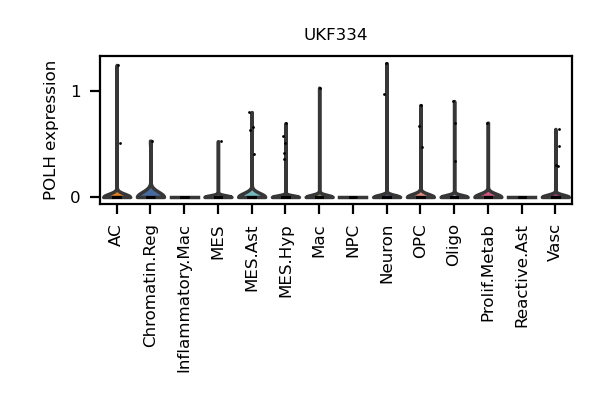 UKF334
POLH expression
1
0
AC
Chromatin.Reg
Inflammatory.Mac
MES
MES.Ast
MES.Hyp
Mac
NPC
Neuron
OPC
Oligo
Prolif.Metab
Reactive.Ast
Vasc